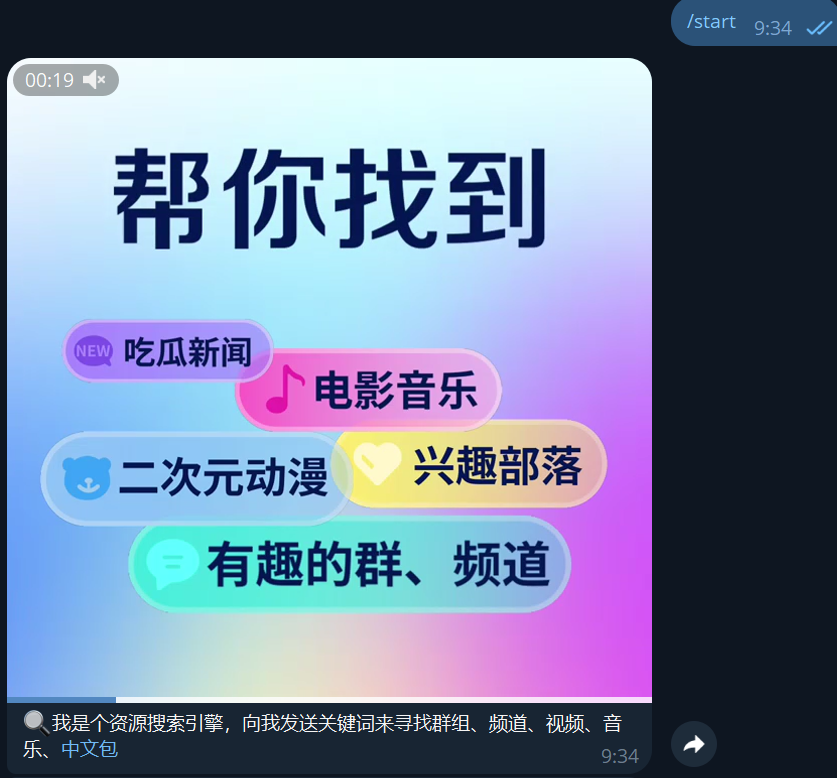 /start 9:34
00:19
帮你找到
NEW 吃瓜新闻
电影音乐
二次元动漫
兴趣部落
有趣的群、频道
我是个资源搜索引擎，向我发送关键词来寻找群组、频道、视频、音
乐、中文包
9:34